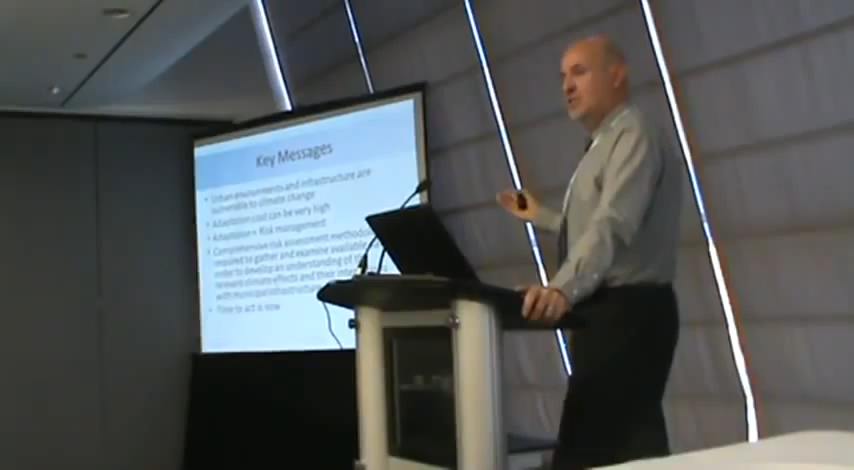 Key Messages
• Urban environments and infrastructure are
vulnerable to climate change
• Adaptation cost can be very high
• Adaptation = Risk management
• Comprehensive risk assessment methodo
required to gather and examine available
order to develop an understanding of
relevant climate effects and their inte
with municipal infrastructure
• Time to act is now